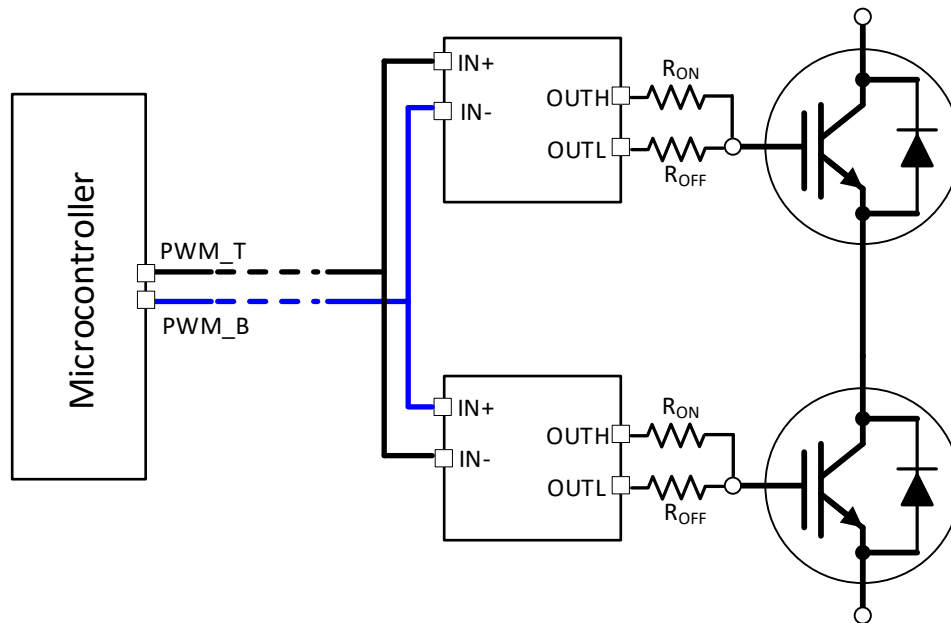 Microcontroller
PWM_T
PWM_B
IN+
IN-
OUTH
OUTL
RON
ROFF
IN+
IN-
OUTH
OUTL
RON
ROFF